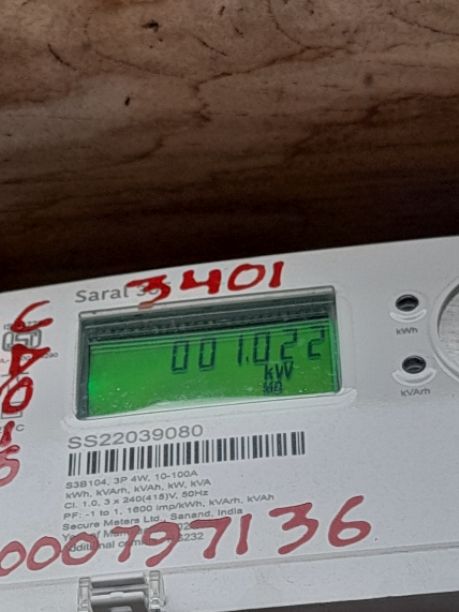 Saral 3401
001.022
kW
MD
kWh
kVArh
SS22039080
S3B104, 3P 4W, 10-100A
kWh, kVArh, kVAh, kW, kVA
Cl. 1.0, 3 x 240(415)V, 50Hz
PF: -1 to 1, 1600 imp/kWh, kVArh, kVAh
Secure Meters Ltd., Sanand, India
000797136